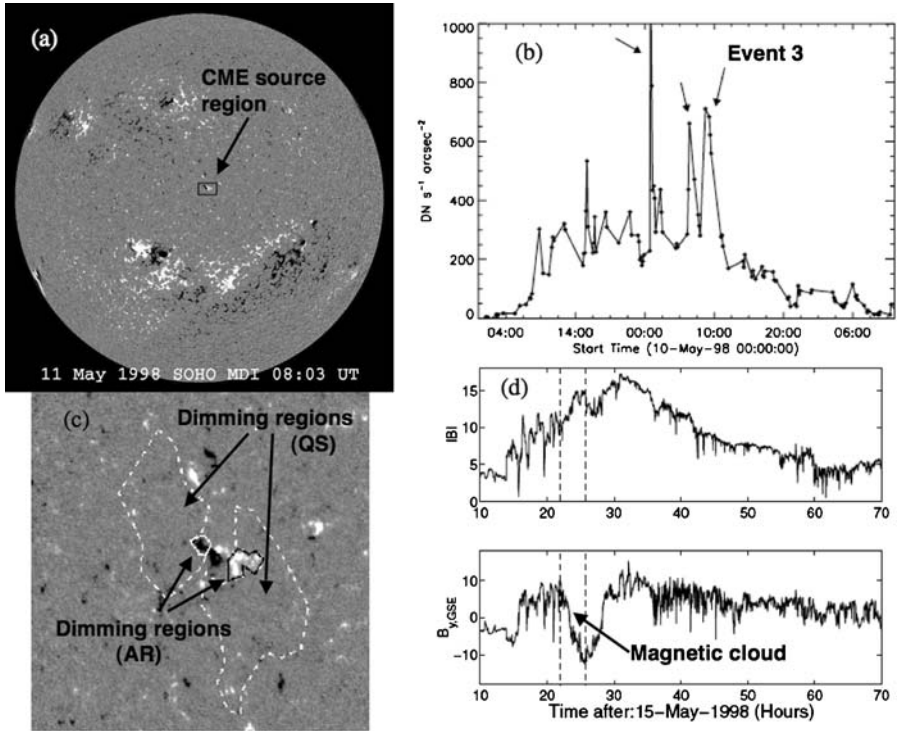 (a)
CME source
region
11 May 1998 SOHO MDI 08:03 UT
(b)
Event 3
1000
800
600
400
200
0
DN s⁻¹ arcsec⁻²
04:00 14:00 00:00 10:00 20:00 06:00
Start Time (10-May-98 00:00:00)
(c)
Dimming regions
(QS)
Dimming regions
(AR)
(d)
|B|
15
10
5
0
10 20 30 40 50 60 70
B_y,GSE
10
0
-10
Magnetic cloud
10 20 30 40 50 60 70
Time after:15-May-1998 (Hours)